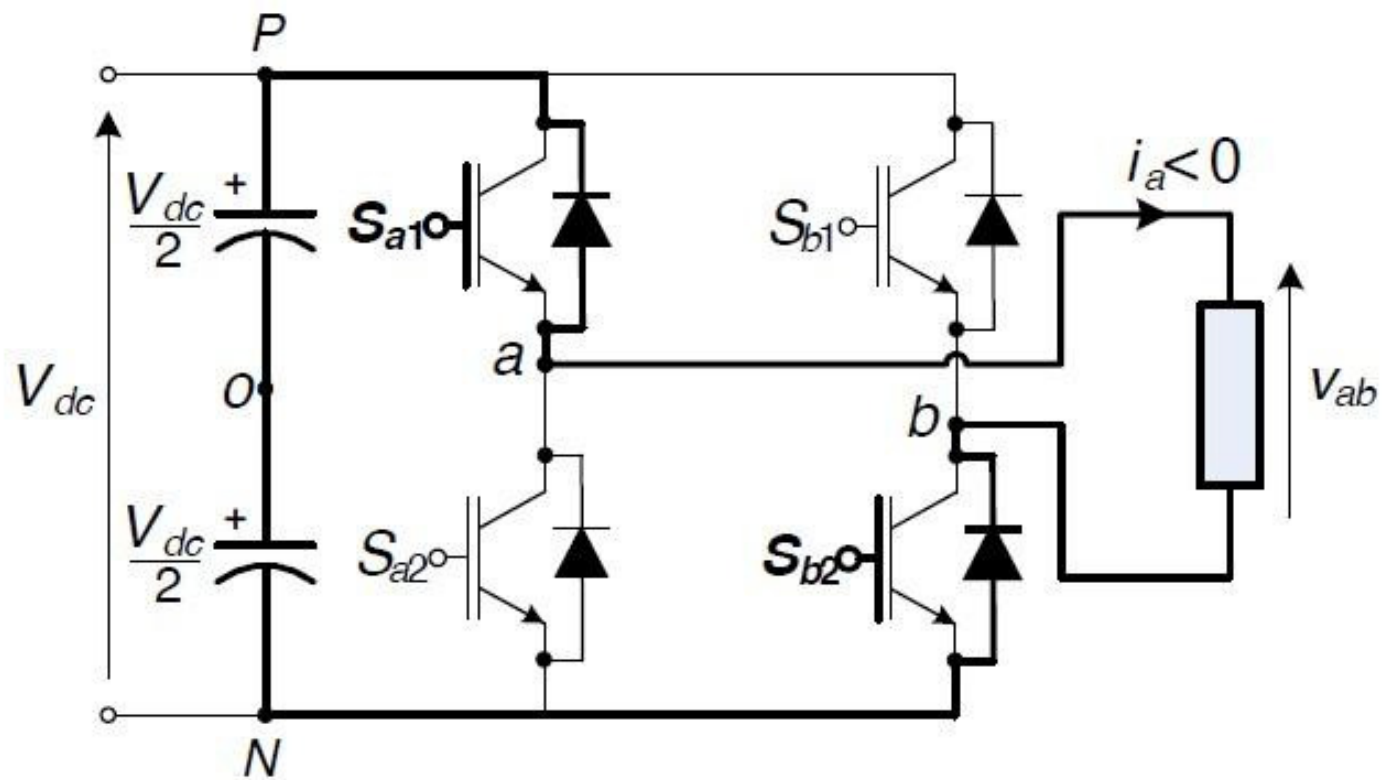 P
V_dc/2
+
S_a1
S_b1
i_a<0
a
V_dc
o
b
v_ab
V_dc/2
+
S_a2
S_b2
N